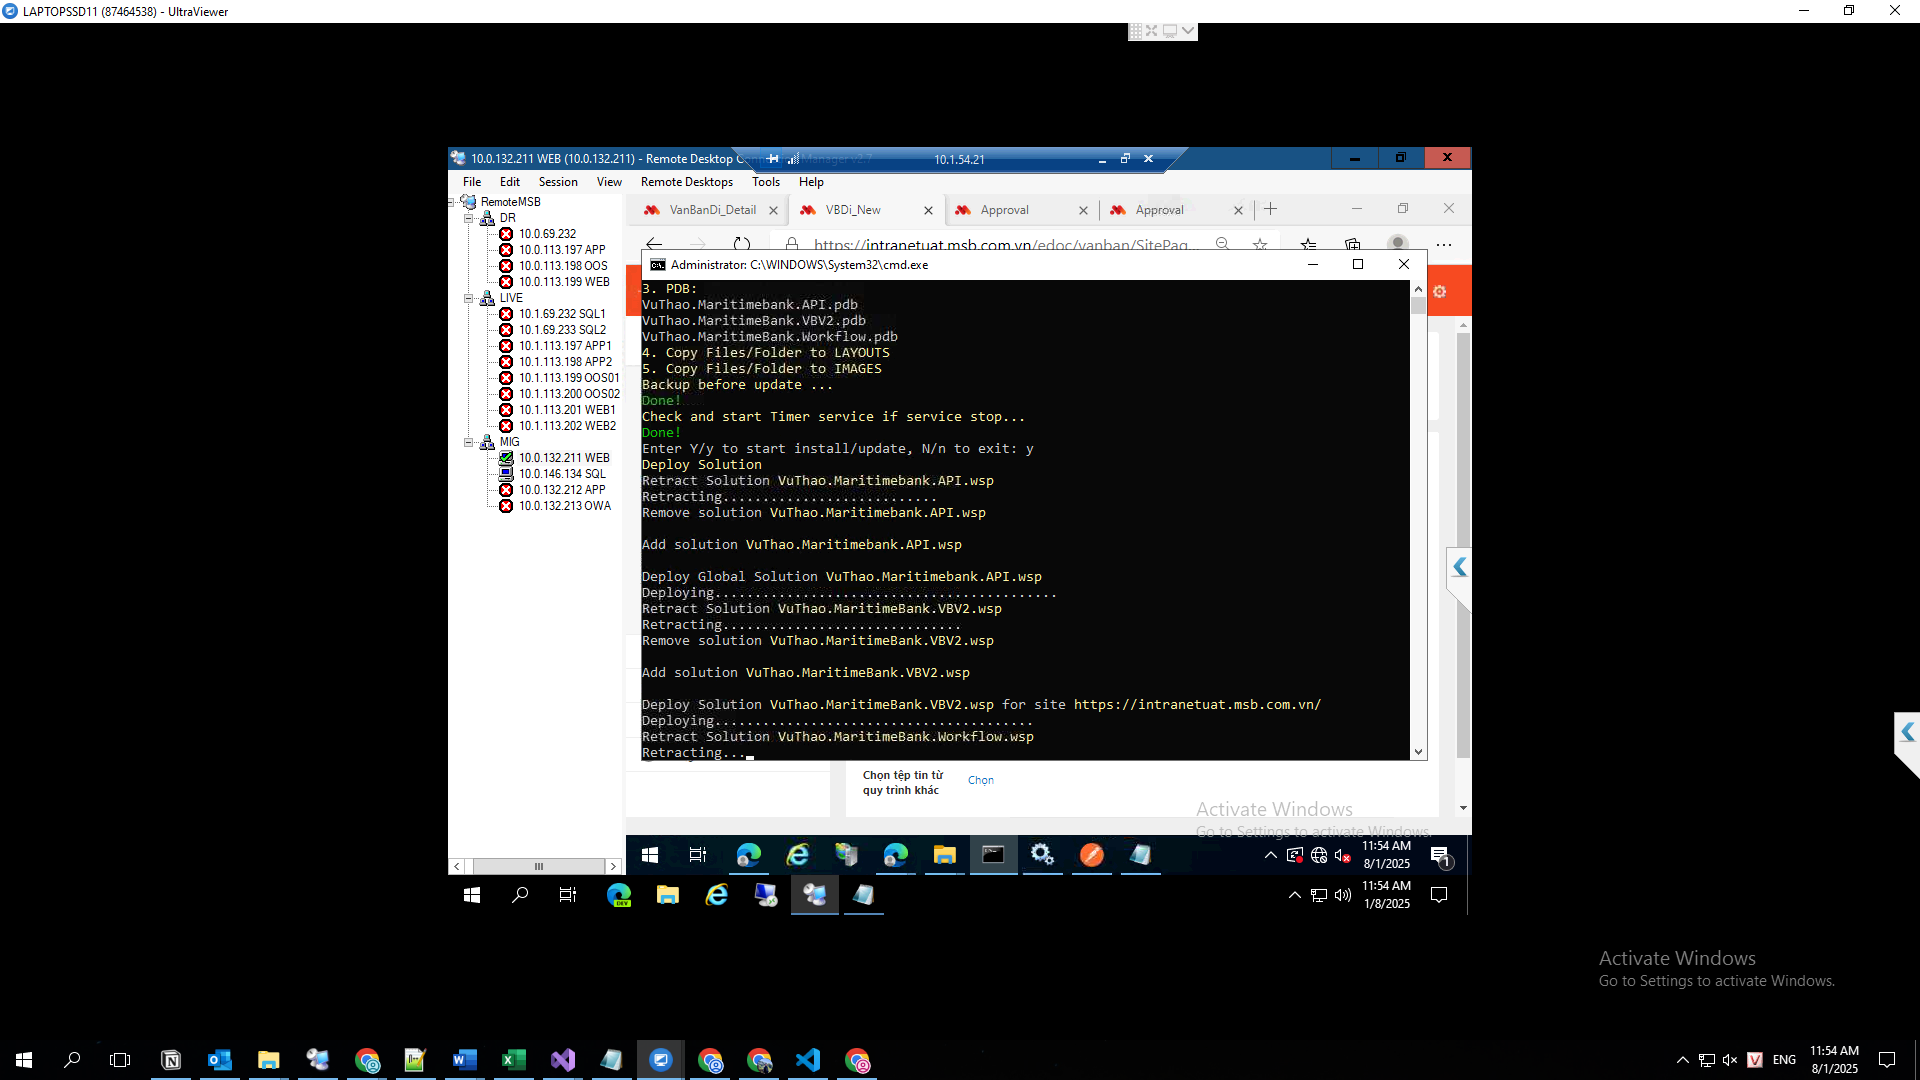 LAPTOPSSD11 (87464538) - UltraViewer
10.0.132.211 WEB (10.0.132.211) - Remote Desktop Connection Manager v2.7
10.1.54.21
File Edit Session View Remote Desktops Tools Help
RemoteMSB
DR
10.0.69.232
10.0.113.197 APP
10.0.113.198 OOS
10.0.113.199 WEB
LIVE
10.1.69.232 SQL1
10.1.69.233 SQL2
10.1.113.197 APP1
10.1.113.198 APP2
10.1.113.199 OOS01
10.1.113.200 OOS02
10.1.113.201 WEB1
10.1.113.202 WEB2
MIG
10.0.132.211 WEB
10.0.146.134 SQL
10.0.132.212 APP
10.0.132.213 OWA
VanBanDi_Detail
VBDi_New
Approval
Approval
https://intranetuat.msb.com.vn/edoc/vanban/SitePag...
Administrator: C:\WINDOWS\System32\cmd.exe
3. PDB:
VuThao.Maritimebank.API.pdb
VuThao.MaritimeBank.VBV2.pdb
VuThao.MaritimeBank.Workflow.pdb
4. Copy Files/Folder to LAYOUTS
5. Copy Files/Folder to IMAGES
Backup before update ...
Done!
Check and start Timer service if service stop...
Done!
Enter Y/y to start install/update, N/n to exit: y
Deploy Solution
Retract Solution VuThao.Maritimebank.API.wsp
Retracting...........................
Remove solution VuThao.Maritimebank.API.wsp
Add solution VuThao.Maritimebank.API.wsp
Deploy Global Solution VuThao.Maritimebank.API.wsp
Deploying...........................................
Retract Solution VuThao.MaritimeBank.VBV2.wsp
Retracting..............................
Remove solution VuThao.MaritimeBank.VBV2.wsp
Add solution VuThao.MaritimeBank.VBV2.wsp
Deploy Solution VuThao.MaritimeBank.VBV2.wsp for site https://intranetuat.msb.com.vn/
Deploying........................................
Retract Solution VuThao.MaritimeBank.Workflow.wsp
Retracting...
Chọn tệp tin từ
quy trình khác
Chọn
Activate Windows
Go to Settings to activate Windows.
11:54 AM
8/1/2025
1
DEV
11:54 AM
1/8/2025
Activate Windows
Go to Settings to activate Windows.
ENG
11:54 AM
8/1/2025